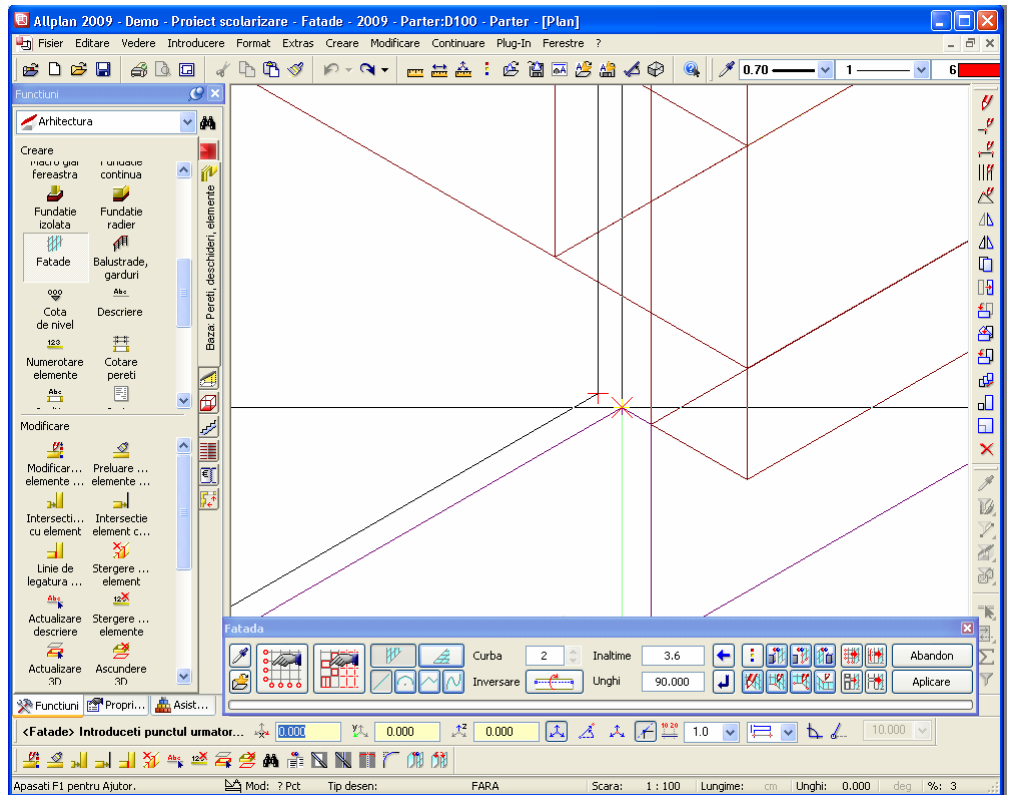 Allplan 2009 - Demo - Proiect scolarizare - Fatade - 2009 - Parter:D100 - Parter - [Plan]
Fisier Editare Vedere Introducere Format Extras Creare Modificare Continuare Plug-In Ferestre ?
0.70 1 6
Functiuni
Arhitectura
Creare
fereastra continua
Fundatie izolata
Fundatie radier
Fatade
Balustrade, garduri
Cota de nivel
Descriere
Numerotare elemente
Cotare pereti
Baza: Pereti, deschideri, elemente
Modificare
Modificar... elemente ...
Preluare ... elemente ...
Intersecti... cu element
Intersectie element c...
Linie de legatura ...
Stergere ... element
Actualizare descriere
Stergere ... elemente
Actualizare 3D
Ascundere 3D
Functiuni Propri... Asist...
Fatada
Curba 2 Inaltime 3.6 Abandon
Inversare Unghi 90.000 Aplicare
<Fatade> Introduceti punctul urmator... 0.000 0.000 0.000 1.0 10.000
Apasati F1 pentru Ajutor. Mod: ? Pct Tip desen: FARA Scara: 1 : 100 Lungime: cm Unghi: 0.000 deg %: 3